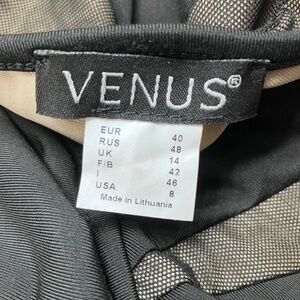 VENUS®
EUR 40
RUS 48
UK 14
F/B 42
I 46
USA 8
Made in Lithuania